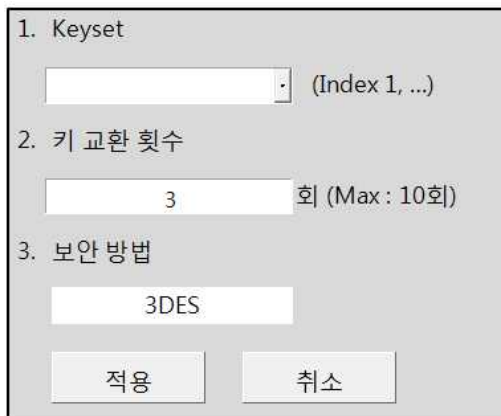 1. Keyset
(Index 1, ...)
2. 키 교환 횟수
3 회 (Max : 10회)
3. 보안 방법
3DES
적용 취소